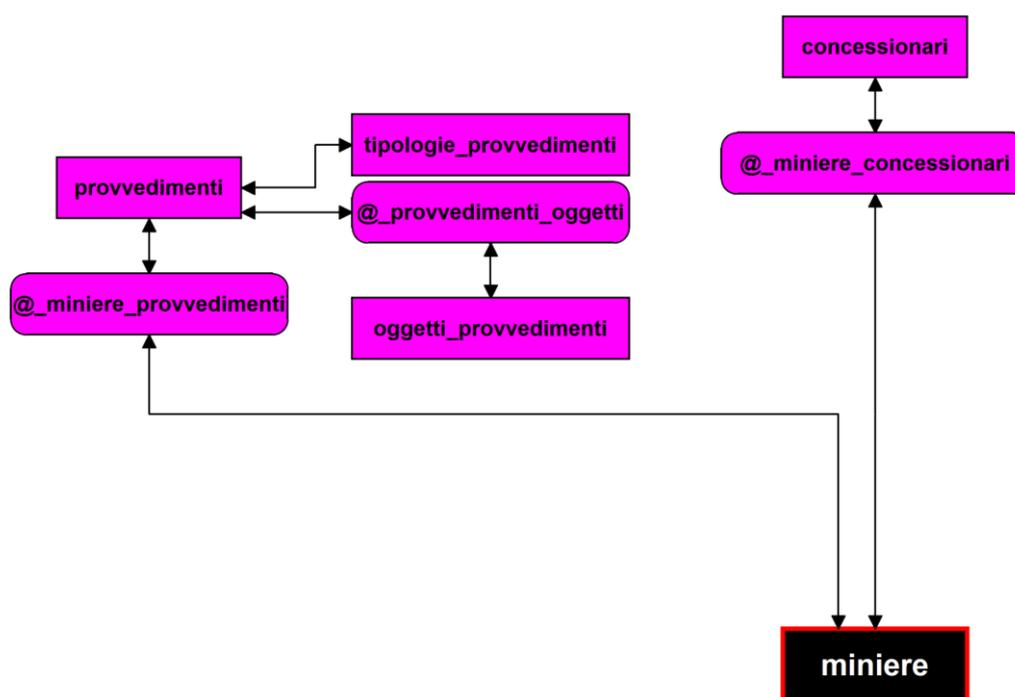 concessionari
tipologie_provvedimenti
@_miniere_concessionari
provvedimenti
@_provvedimenti_oggetti
@_miniere_provvedimenti
oggetti_provvedimenti
miniere